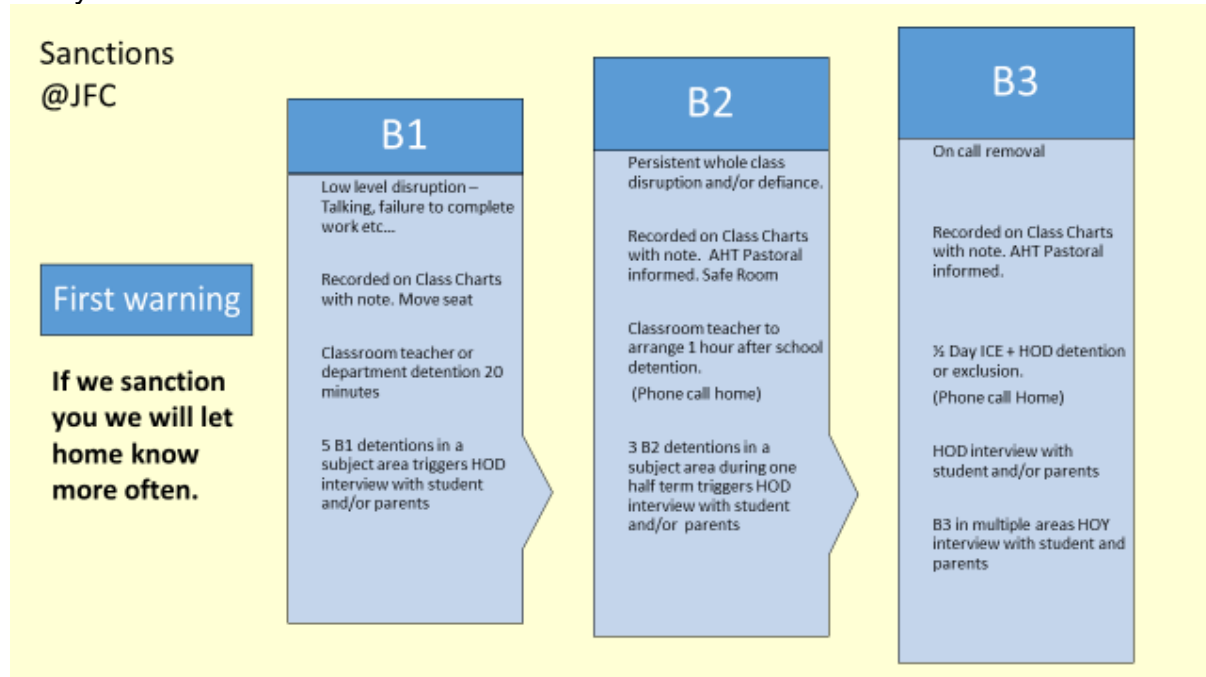 Sanctions
@JFC
First warning
If we sanction
you we will let
home know
more often.
B1
Low level disruption –
Talking, failure to complete
work etc...
Recorded on Class Charts
with note. Move seat
Classroom teacher or
department detention 20
minutes
5 B1 detentions in a
subject area triggers HOD
interview with student
and/or parents
B2
Persistent whole class
disruption and/or defiance.
Recorded on Class Charts
with note. AHT Pastoral
informed. Safe Room
Classroom teacher to
arrange 1 hour after school
detention.
(Phone call home)
3 B2 detentions in a
subject area during one
half term triggers HOD
interview with student
and/or parents
B3
On call removal
Recorded on Class Charts
with note. AHT Pastoral
informed.
½ Day ICE + HOD detention
or exclusion.
(Phone call Home)
HOD interview with
student and/or parents
B3 in multiple areas HOY
interview with student and
parents